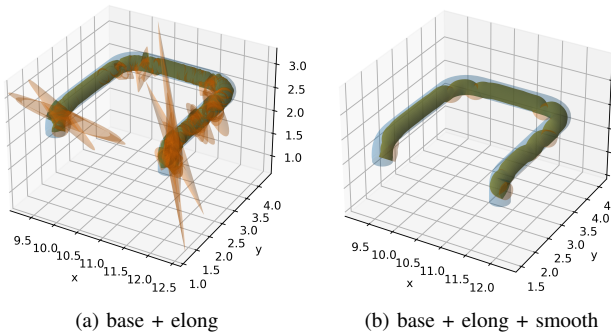 3.0
2.5
2.0
1.5
1.0
9.5 10.0 10.5 11.0 11.5 12.0 12.5
x
1.0 1.5 2.0 2.5 3.0 3.5 4.0
y
9.5 10.0 10.5 11.0 11.5 12.0
x
1.5 2.0 2.5 3.0 3.5 4.0
y
(a) base + elong
(b) base + elong + smooth